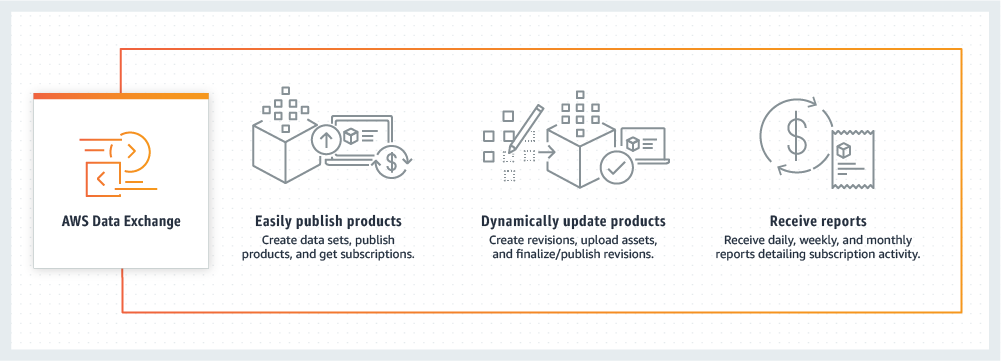 AWS Data Exchange
Easily publish products
Create data sets, publish
products, and get subscriptions.
Dynamically update products
Create revisions, upload assets,
and finalize/publish revisions.
Receive reports
Receive daily, weekly, and monthly
reports detailing subscription activity.